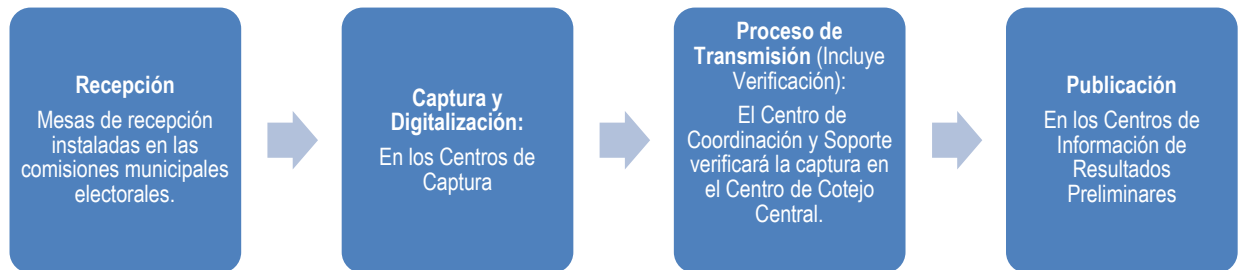 Recepción
Mesas de recepción
instaladas en las
comisiones municipales
electorales.
Captura y
Digitalización:
En los Centros de
Captura
Proceso de
Transmisión (Incluye
Verificación):
El Centro de
Coordinación y Soporte
verificará la captura en
el Centro de Cotejo
Central.
Publicación
En los Centros de
Información de
Resultados
Preliminares